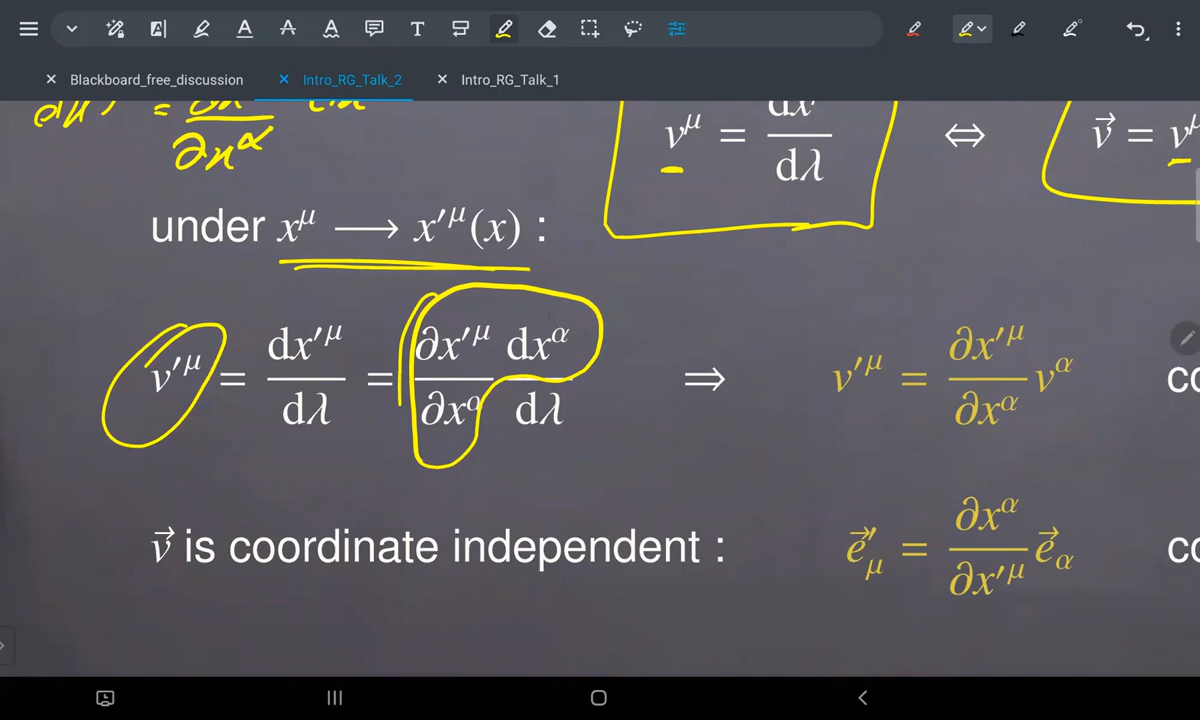 Blackboard_free_discussion Intro_RG_Talk_2 Intro_RG_Talk_1
= ∂x^α
v^μ = dx / dλ ⇔ v⃗ = v^μ
under x^μ ⟶ x′^μ(x) :
v′^μ = dx′^μ / dλ = ∂x′^μ / ∂x^α dx^α / dλ ⇒ v′^μ = ∂x′^μ / ∂x^α v^α
v⃗ is coordinate independent : e⃗′_μ = ∂x^α / ∂x′^μ e⃗_α